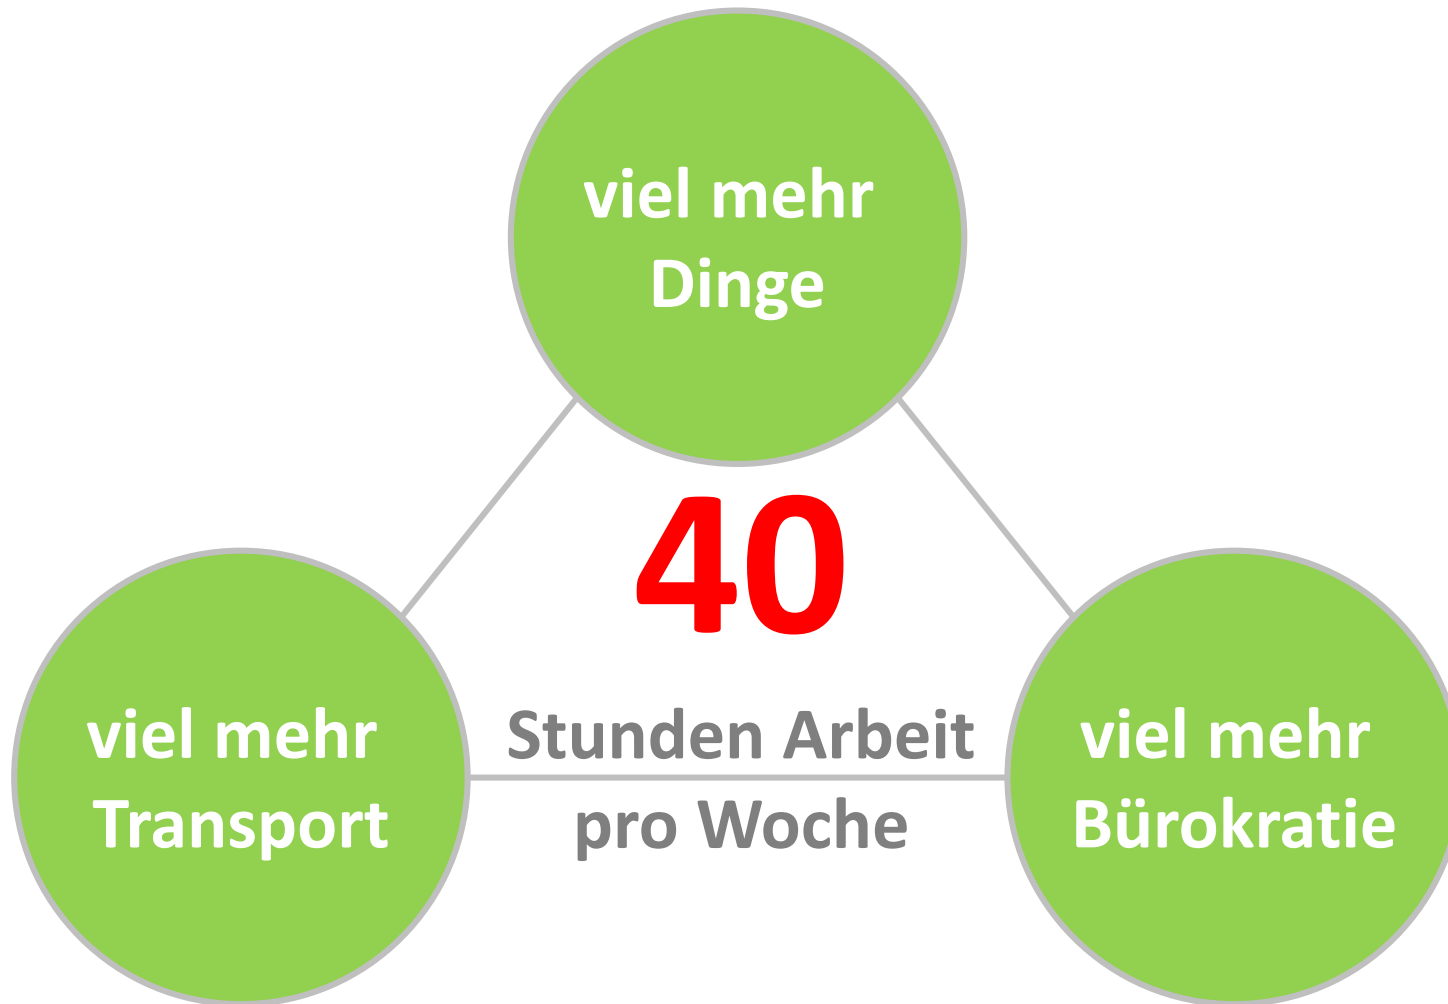 viel mehr
Dinge
40
Stunden Arbeit
pro Woche
viel mehr
Transport
viel mehr
Bürokratie